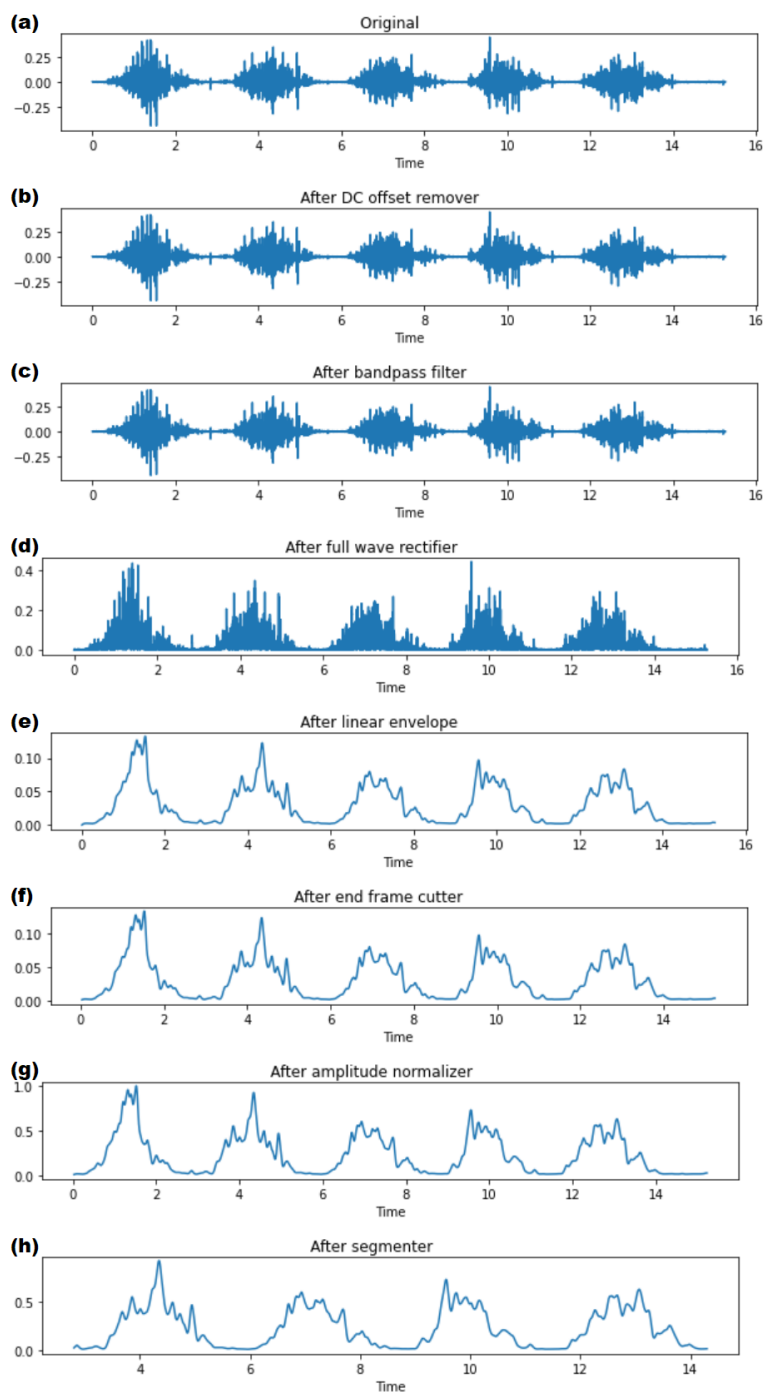 (a) Original
0.25
0.00
−0.25
0 2 4 6 8 10 12 14 16
Time
(b) After DC offset remover
0.25
0.00
−0.25
0 2 4 6 8 10 12 14 16
Time
(c) After bandpass filter
0.25
0.00
−0.25
0 2 4 6 8 10 12 14 16
Time
(d) After full wave rectifier
0.4
0.2
0.0
0 2 4 6 8 10 12 14 16
Time
(e) After linear envelope
0.10
0.05
0.00
0 2 4 6 8 10 12 14 16
Time
(f) After end frame cutter
0.10
0.05
0.00
0 2 4 6 8 10 12 14
Time
(g) After amplitude normalizer
1.0
0.5
0.0
0 2 4 6 8 10 12 14
Time
(h) After segmenter
0.5
0.0
4 6 8 10 12 14
Time